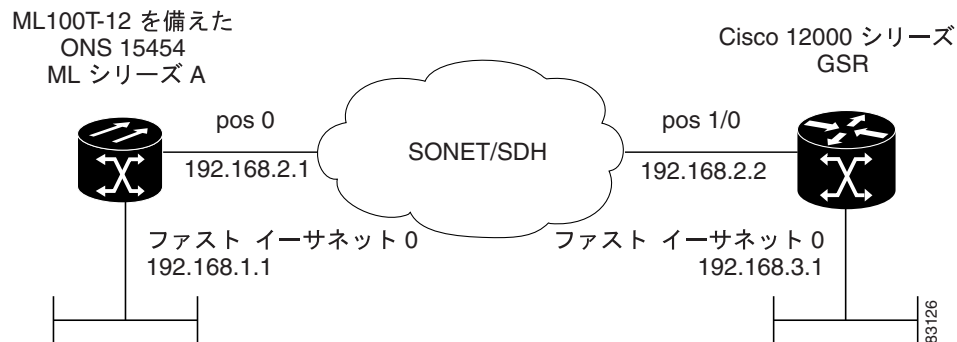 ML100T-12 を備えた
ONS 15454
ML シリーズ A
Cisco 12000 シリーズ
GSR
pos 0
192.168.2.1
SONET/SDH
pos 1/0
192.168.2.2
ファスト イーサネット 0
192.168.1.1
ファスト イーサネット 0
192.168.3.1
83126